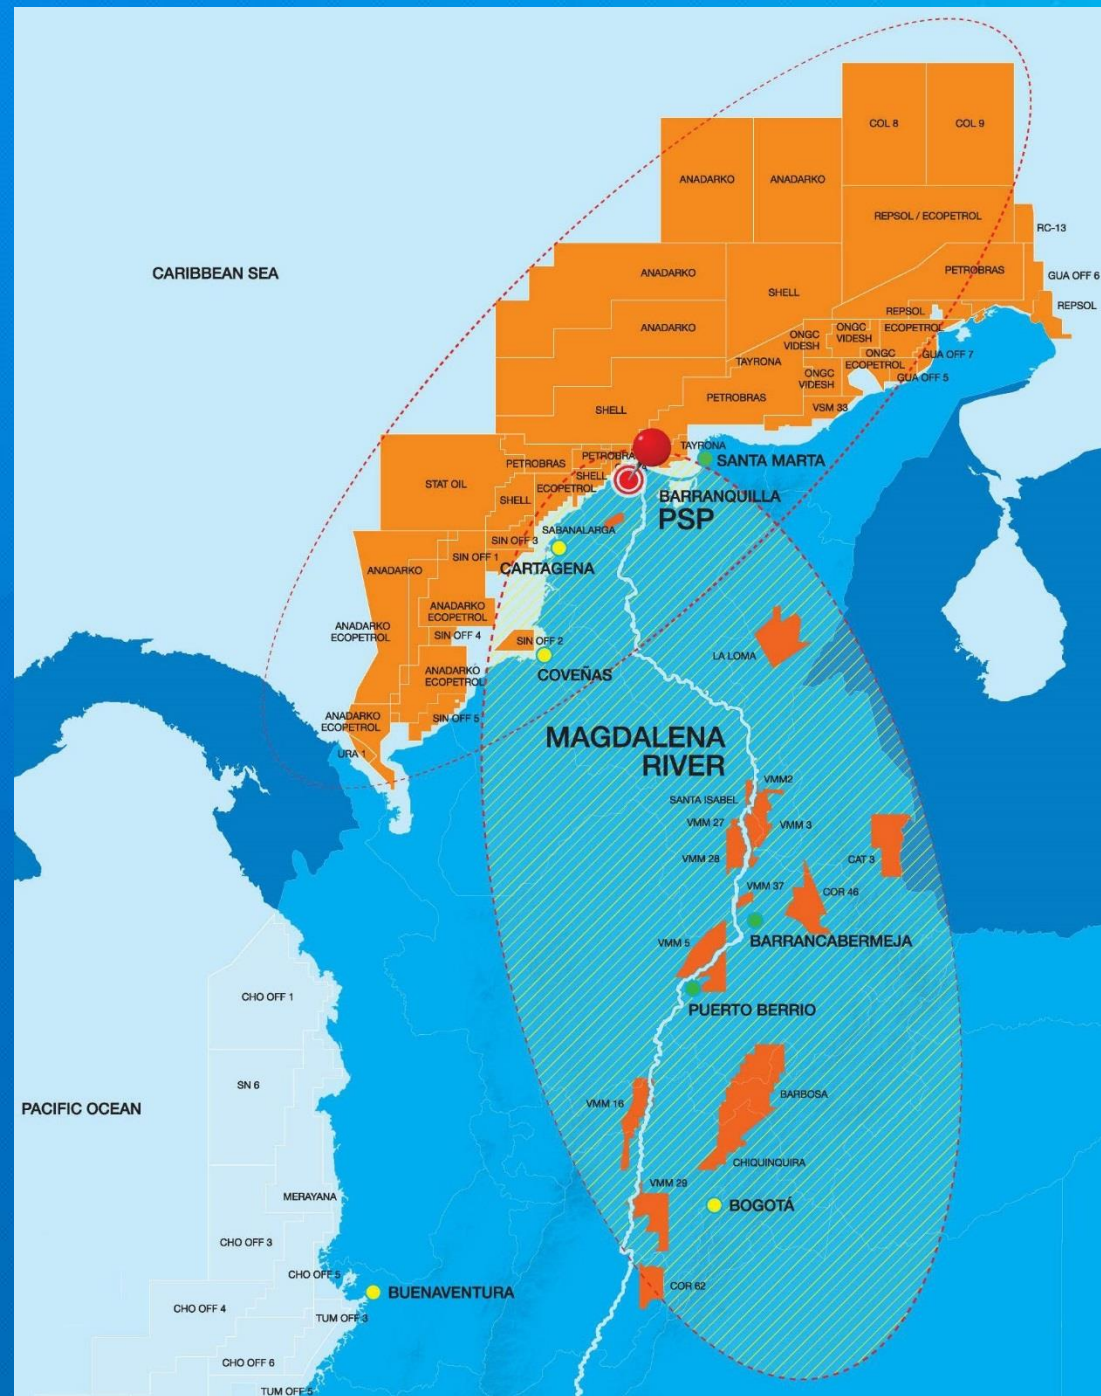 COL 8
COL 9
ANADARKO
ANADARKO
REPSOL / ECOPETROL
RC-13
CARIBBEAN SEA
ANADARKO
SHELL
PETROBRAS
GUA OFF 6
REPSOL
ANADARKO
REPSOL
ONGC
VIDESH
ONGC
VIDESH
ECOPETROL
TAYRONA
ONGC
ECOPETROL
GUA OFF 7
ONGC
VIDESH
GUA OFF 5
PETROBRAS
VSM 33
SHELL
TAYRONA
SANTA MARTA
PETROBRAS
PETROBRA
STAT OIL
SHELL
SHELL
ECOPETROL
BARRANQUILLA
PSP
SABANALARGA
SIN OFF 3
SIN OFF 1
CARTAGENA
ANADARKO
ANADARKO
ECOPETROL
ANADARKO
ECOPETROL
SIN OFF 4
SIN OFF 2
LA LOMA
COVEÑAS
ANADARKO
ECOPETROL
ANADARKO
ECOPETROL
SIN OFF 5
URA 1
MAGDALENA
RIVER
VMM2
SANTA ISABEL
VMM 27
VMM 3
VMM 28
CAT 3
VMM 37
COR 46
VMM 5
BARRANCABERMEJA
CHO OFF 1
PUERTO BERRIO
SN 6
PACIFIC OCEAN
VMM 16
BARBOSA
CHIQUINQUIRA
VMM 29
MERAYANA
BOGOTÁ
CHO OFF 3
CHO OFF 5
COR 62
BUENAVENTURA
CHO OFF 4
TUM OFF 3
CHO OFF 6
TUM OFF 5